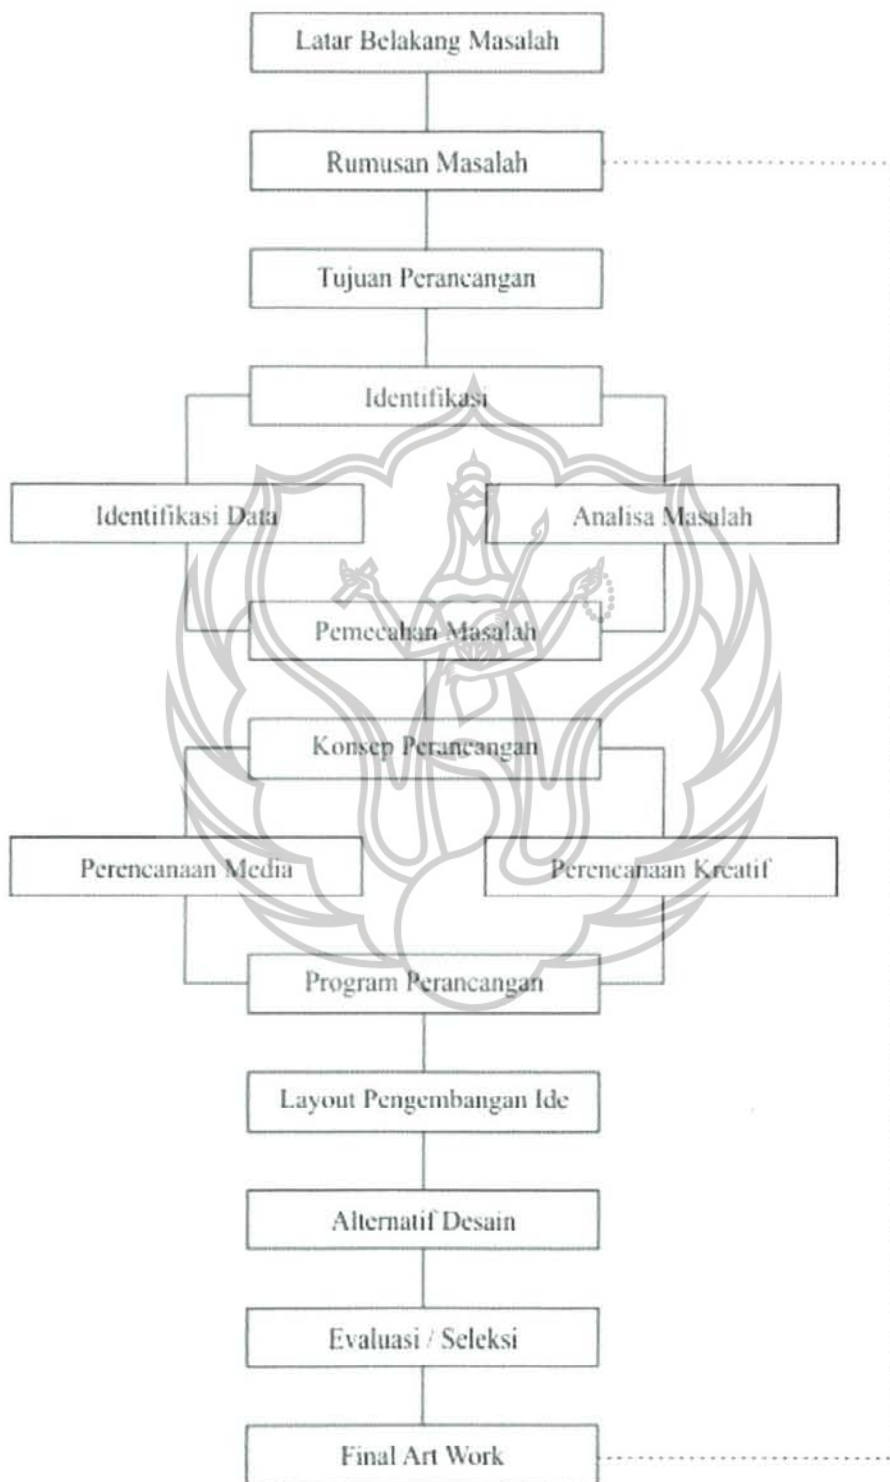 Latar Belakang Masalah
Rumusan Masalah
Tujuan Perancangan
Identifikasi
Identifikasi Data
Analisa Masalah
Pemecahan Masalah
Konsep Perancangan
Perencanaan Media
Perencanaan Kreatif
Program Perancangan
Layout Pengembangan Ide
Alternatif Desain
Evaluasi / Seleksi
Final Art Work